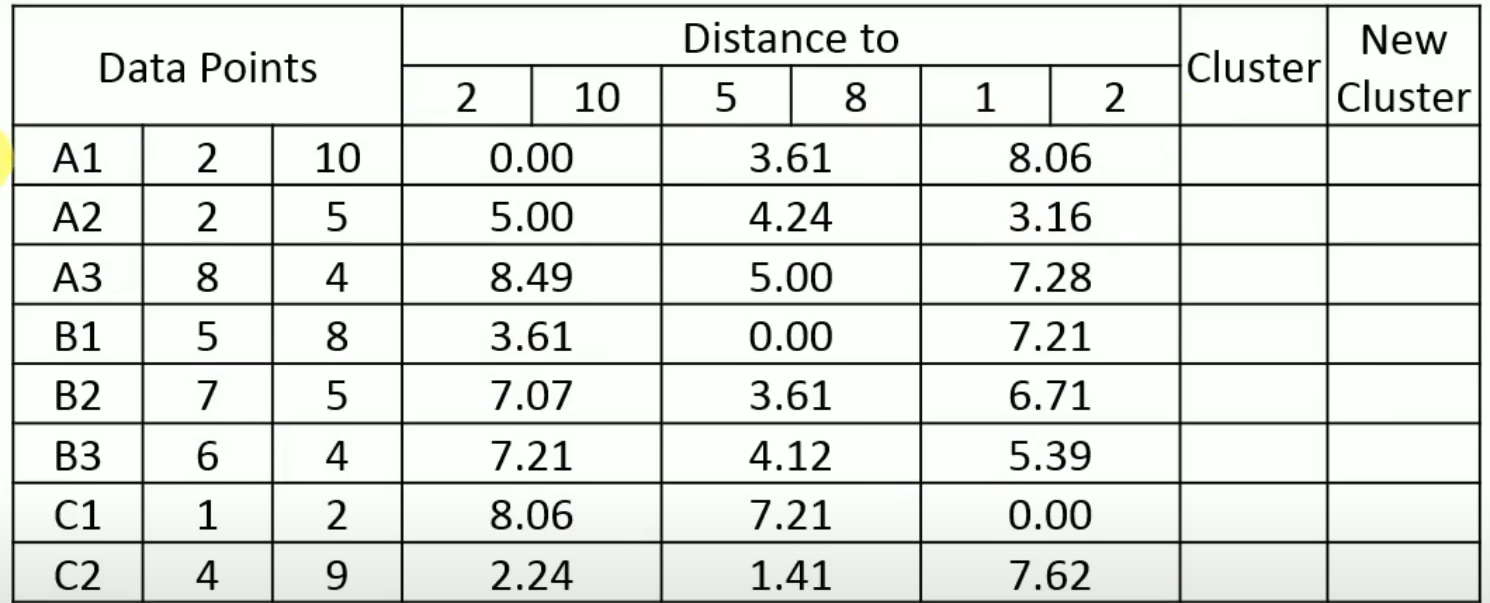 Data Points Distance to Cluster New Cluster
2 10 5 8 1 2
A1 2 10 0.00 3.61 8.06
A2 2 5 5.00 4.24 3.16
A3 8 4 8.49 5.00 7.28
B1 5 8 3.61 0.00 7.21
B2 7 5 7.07 3.61 6.71
B3 6 4 7.21 4.12 5.39
C1 1 2 8.06 7.21 0.00
C2 4 9 2.24 1.41 7.62